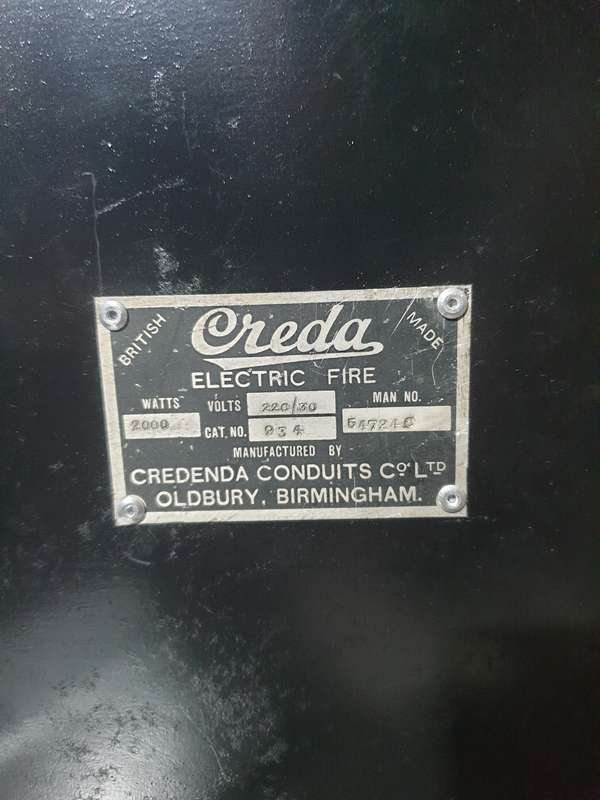 BRITISH Creda MADE
ELECTRIC FIRE
WATTS VOLTS 220/30 MAN NO.
2000 CAT. NO. 934
MANUFACTURED BY
CREDENDA CONDUITS Cº LTD
OLDBURY, BIRMINGHAM.